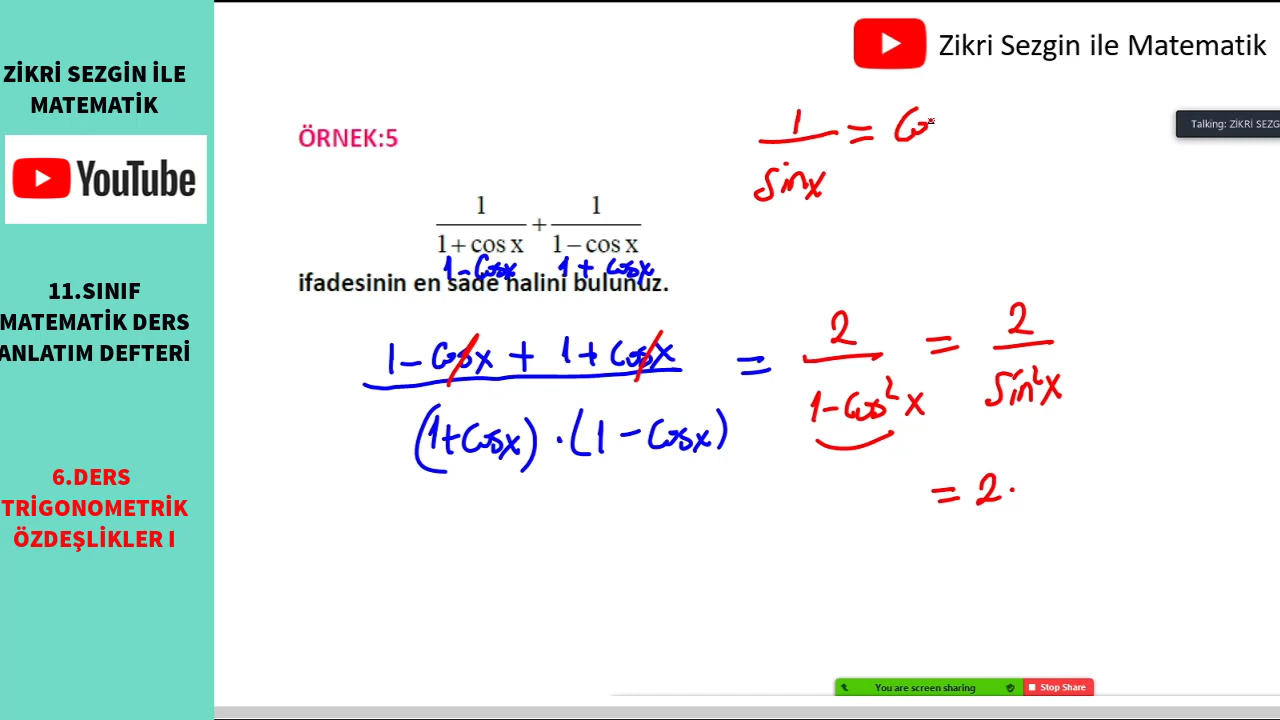 ZİKRİ SEZGİN İLE
MATEMATİK
YouTube
11.SINIF
MATEMATİK DERS
ANLATIM DEFTERİ
6.DERS
TRİGONOMETRİK
ÖZDEŞLİKLER I
Zikri Sezgin ile Matematik
Talking: ZİKRİ SEZG
ÖRNEK:5
1/sinx = Co
1/(1+cos x) + 1/(1−cos x)
1-Cosx 1+Cosx
ifadesinin en sade halini bulunuz.
(1-Cosx + 1+Cosx)/((1+Cosx)·(1-Cosx)) = 2/(1-Cos²x) = 2/sin²x
= 2·
You are screen sharing
Stop Share